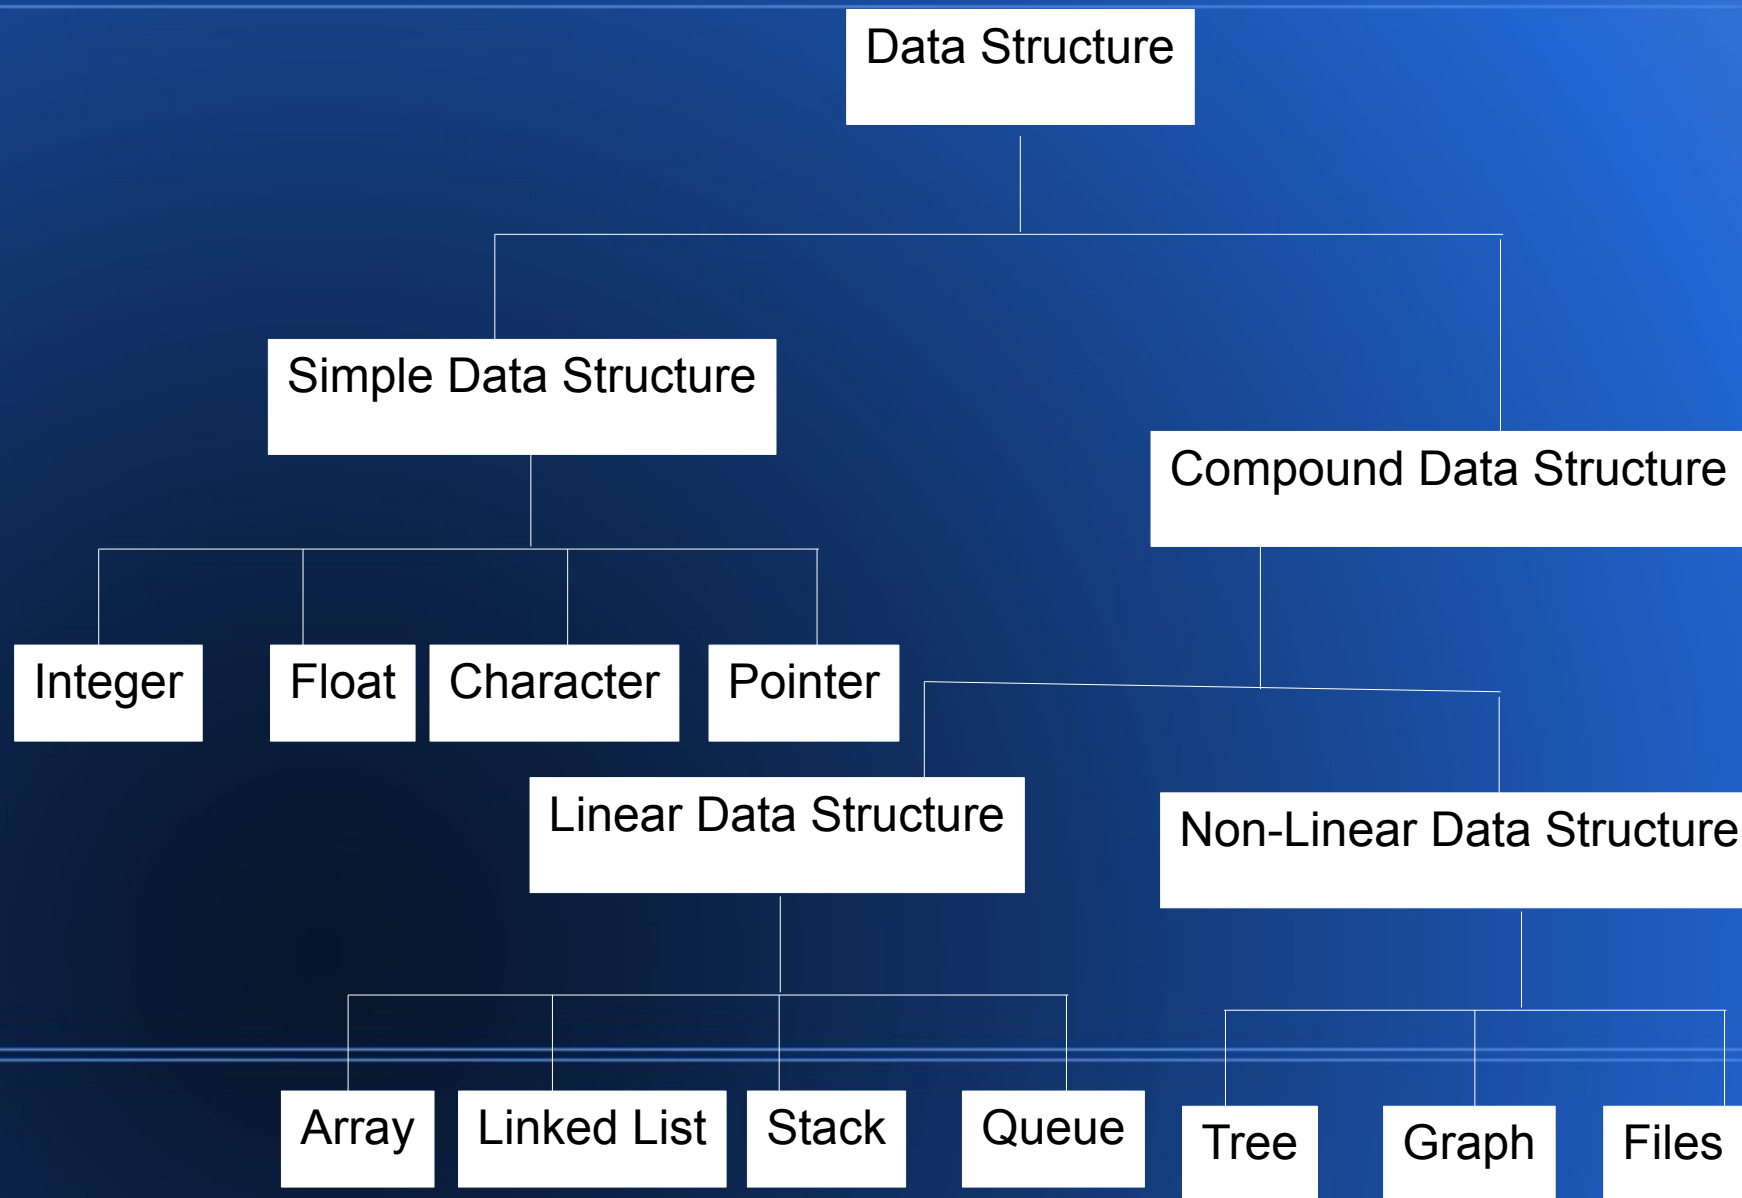 Data Structure
Simple Data Structure
Compound Data Structure
Integer
Float
Character
Pointer
Linear Data Structure
Non-Linear Data Structure
Array
Linked List
Stack
Queue
Tree
Graph
Files